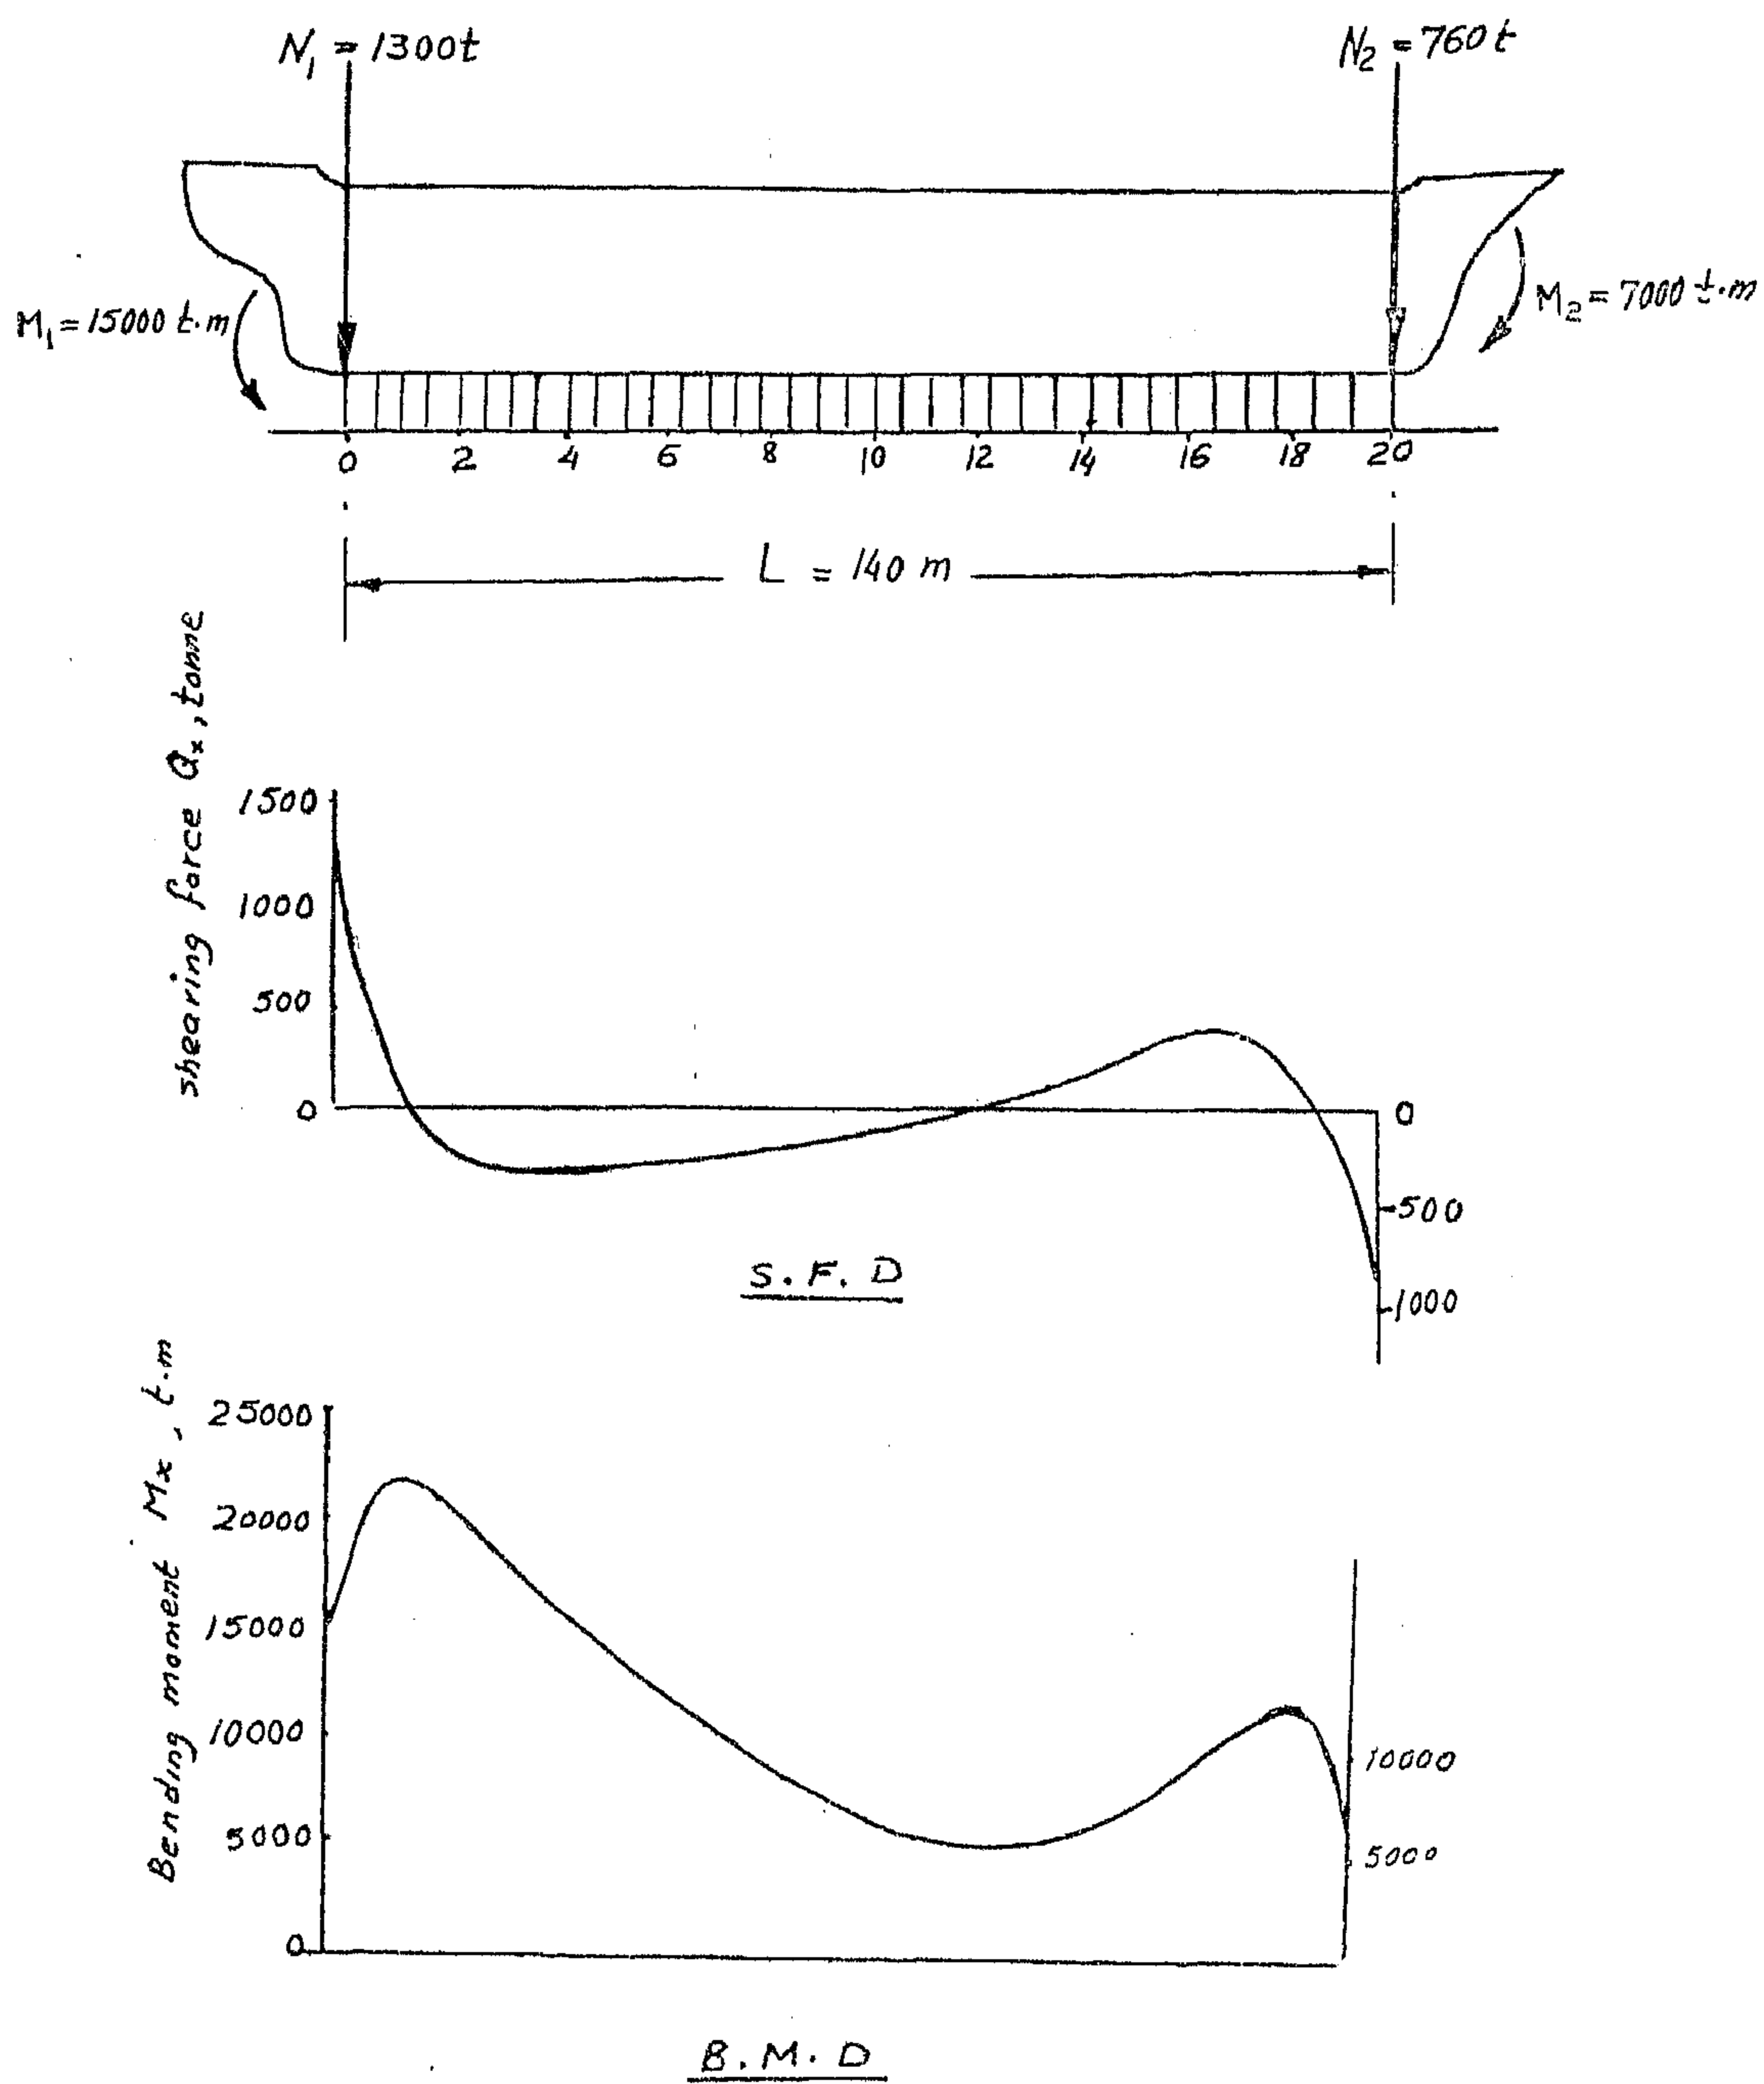 N₁ = 1300t
N₂ = 760t
M₁ = 15000 t.m
M₂ = 7000 t.m
0 2 4 6 8 10 12 14 16 18 20
L = 140 m
shearing force Qx, tonne
1500
1000
500
0
0
-500
-1000
S.F.D
Bending moment Mx, t.m
25000
20000
15000
10000
5000
0
10000
5000
B.M.D